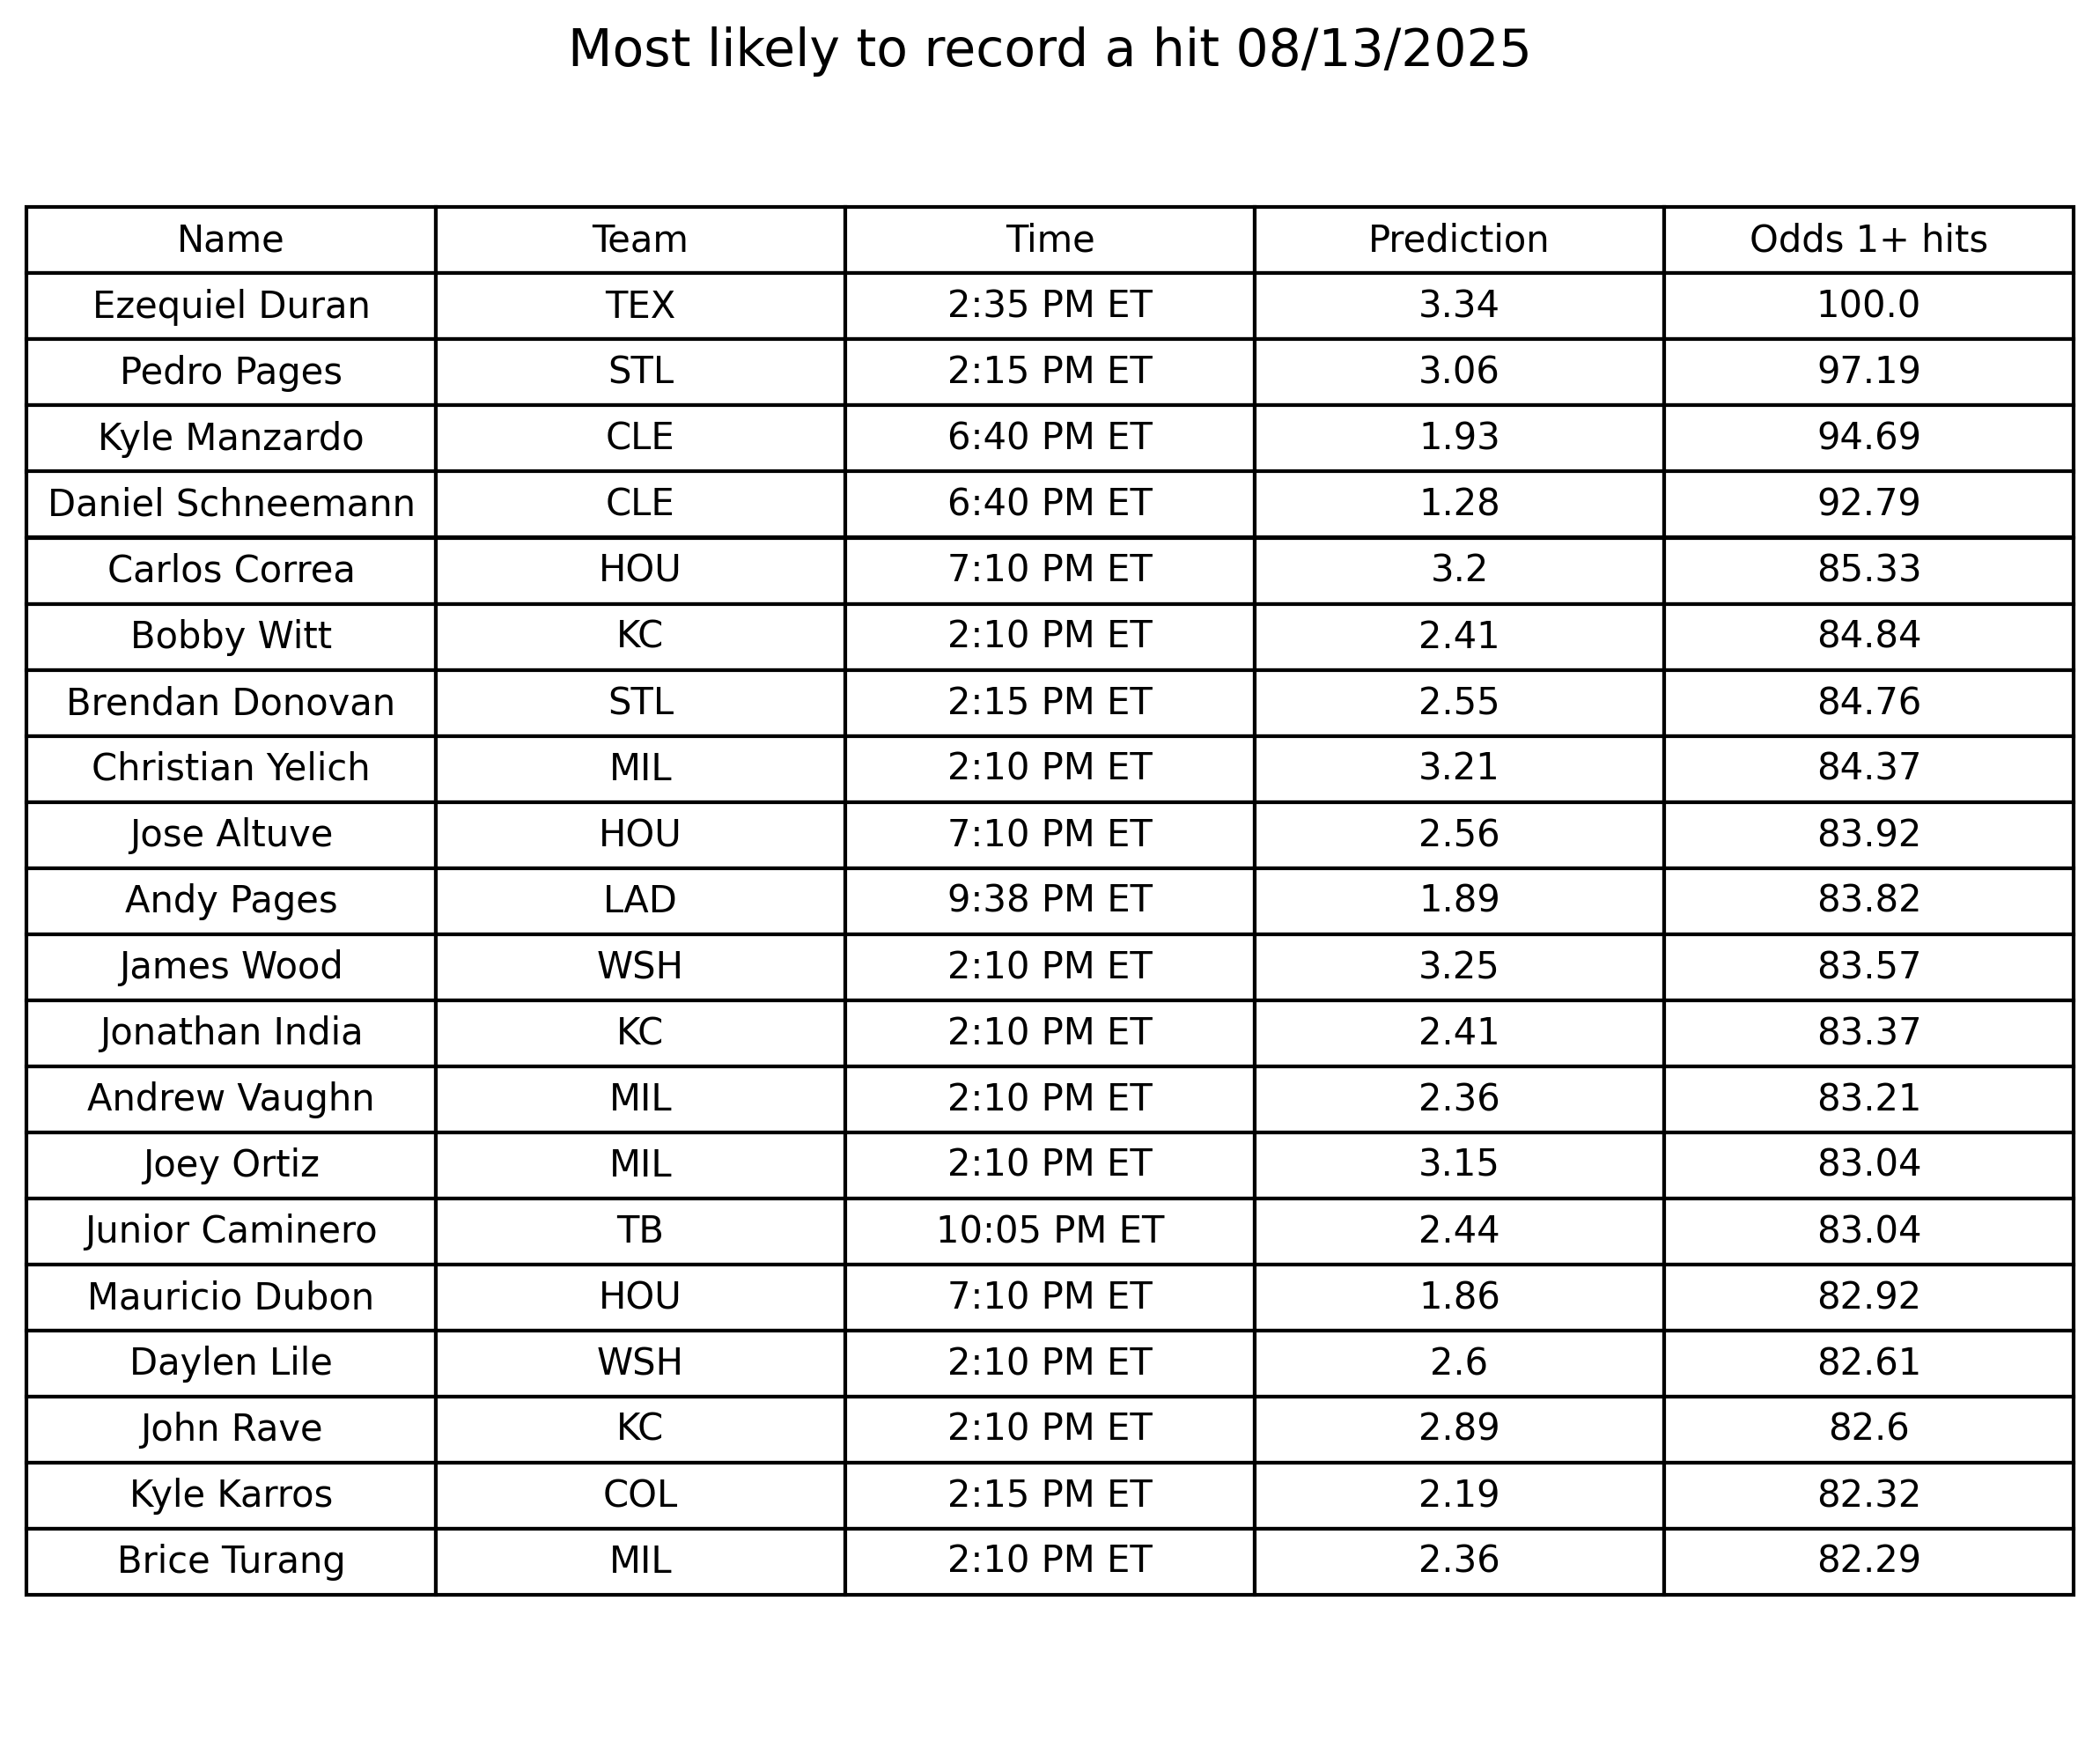 Most likely to record a hit 08/13/2025
Name Team Time Prediction Odds 1+ hits
Ezequiel Duran TEX 2:35 PM ET 3.34 100.0
Pedro Pages STL 2:15 PM ET 3.06 97.19
Kyle Manzardo CLE 6:40 PM ET 1.93 94.69
Daniel Schneemann CLE 6:40 PM ET 1.28 92.79
Carlos Correa HOU 7:10 PM ET 3.2 85.33
Bobby Witt KC 2:10 PM ET 2.41 84.84
Brendan Donovan STL 2:15 PM ET 2.55 84.76
Christian Yelich MIL 2:10 PM ET 3.21 84.37
Jose Altuve HOU 7:10 PM ET 2.56 83.92
Andy Pages LAD 9:38 PM ET 1.89 83.82
James Wood WSH 2:10 PM ET 3.25 83.57
Jonathan India KC 2:10 PM ET 2.41 83.37
Andrew Vaughn MIL 2:10 PM ET 2.36 83.21
Joey Ortiz MIL 2:10 PM ET 3.15 83.04
Junior Caminero TB 10:05 PM ET 2.44 83.04
Mauricio Dubon HOU 7:10 PM ET 1.86 82.92
Daylen Lile WSH 2:10 PM ET 2.6 82.61
John Rave KC 2:10 PM ET 2.89 82.6
Kyle Karros COL 2:15 PM ET 2.19 82.32
Brice Turang MIL 2:10 PM ET 2.36 82.29